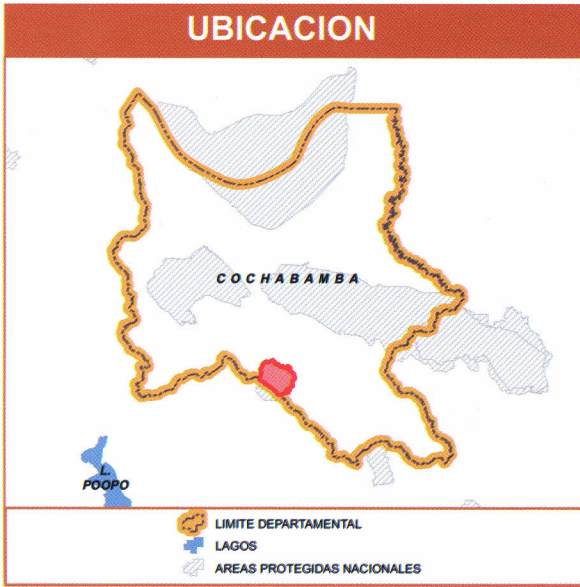 UBICACION
COCHABAMBA
L.
POOPO
LIMITE DEPARTAMENTAL
LAGOS
AREAS PROTEGIDAS NACIONALES